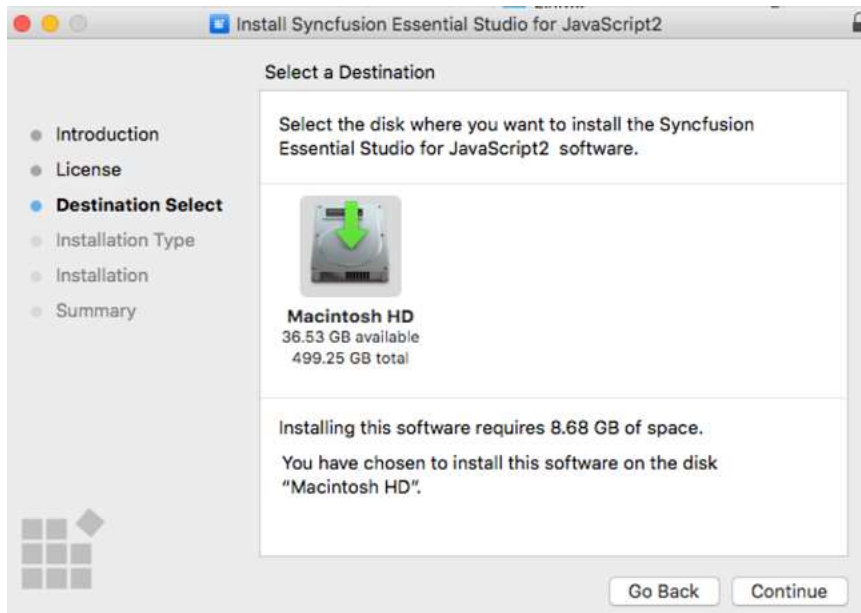 Install Syncfusion Essential Studio for JavaScript2
Select a Destination
Introduction
License
Destination Select
Installation Type
Installation
Summary
Select the disk where you want to install the Syncfusion
Essential Studio for JavaScript2 software.
Macintosh HD
36.53 GB available
499.25 GB total
Installing this software requires 8.68 GB of space.
You have chosen to install this software on the disk
“Macintosh HD”.
Go Back
Continue